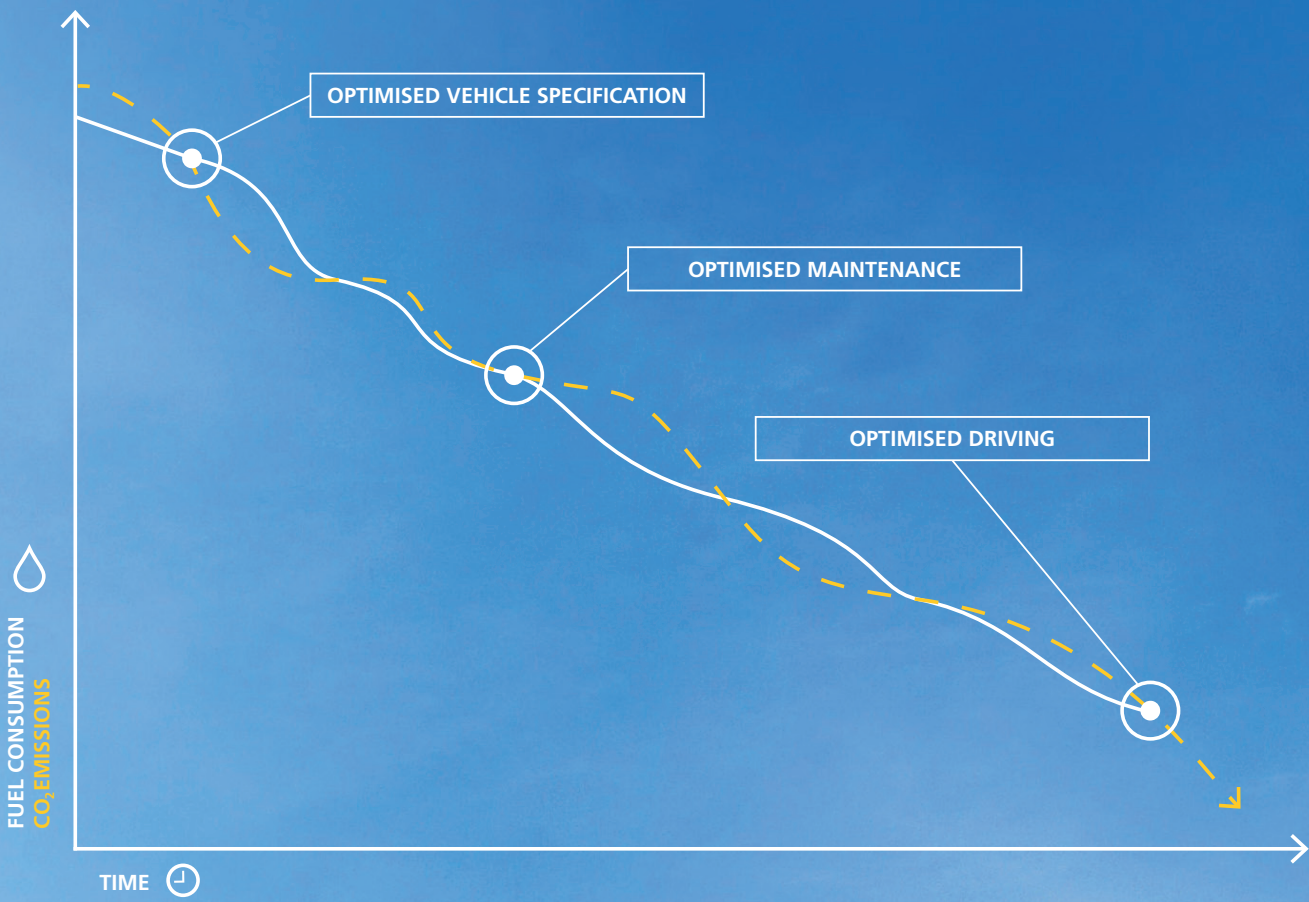 OPTIMISED VEHICLE SPECIFICATION
OPTIMISED MAINTENANCE
OPTIMISED DRIVING
FUEL CONSUMPTION
CO₂ EMISSIONS
TIME